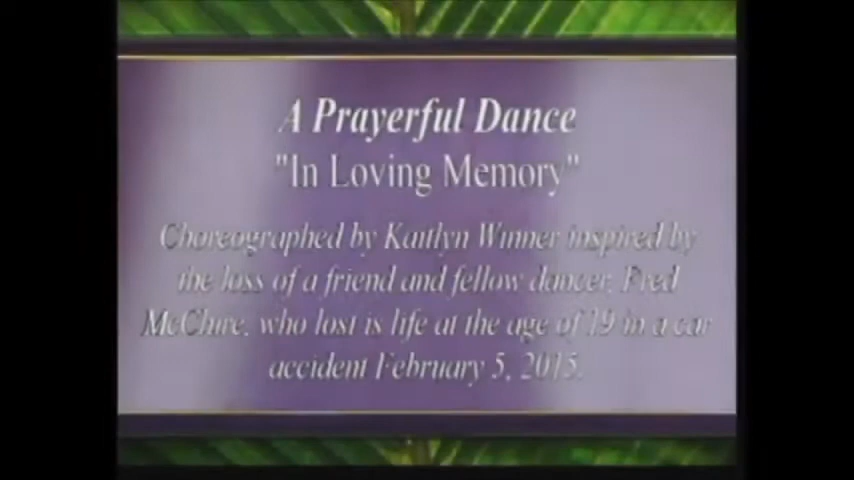 A Prayerful Dance
"In Loving Memory"
Choreographed by Kaitlyn Winner inspired by
the loss of a friend and fellow dancer, Fred
McClure, who lost is life at the age of 19 in a car
accident February 5, 2015.